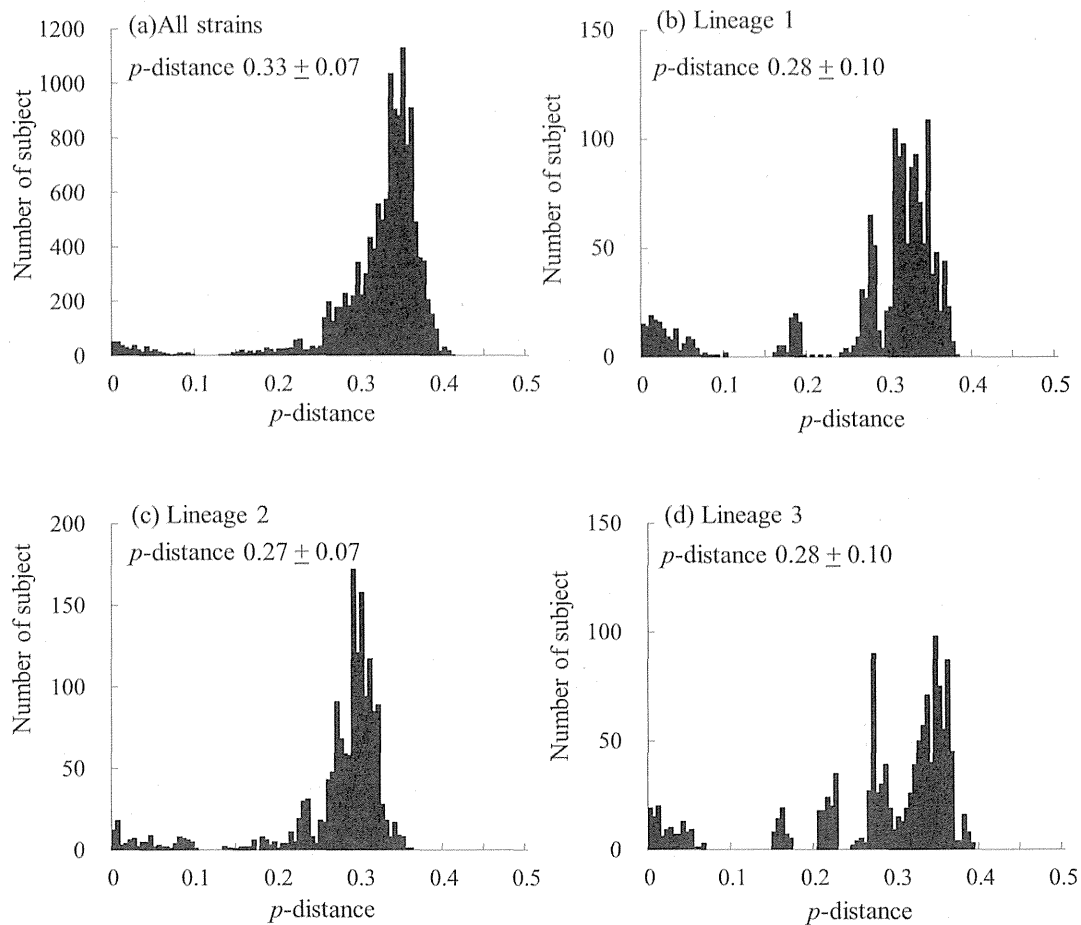 (a)All strains
p-distance 0.33 ± 0.07
Number of subject
1200
1000
800
600
400
200
0
0 0.1 0.2 0.3 0.4 0.5
p-distance
(b) Lineage 1
p-distance 0.28 ± 0.10
Number of subject
150
100
50
0
0 0.1 0.2 0.3 0.4 0.5
p-distance
(c) Lineage 2
p-distance 0.27 ± 0.07
Number of subject
200
150
100
50
0
0 0.1 0.2 0.3 0.4 0.5
p-distance
(d) Lineage 3
p-distance 0.28 ± 0.10
Number of subject
150
100
50
0
0 0.1 0.2 0.3 0.4 0.5
p-distance